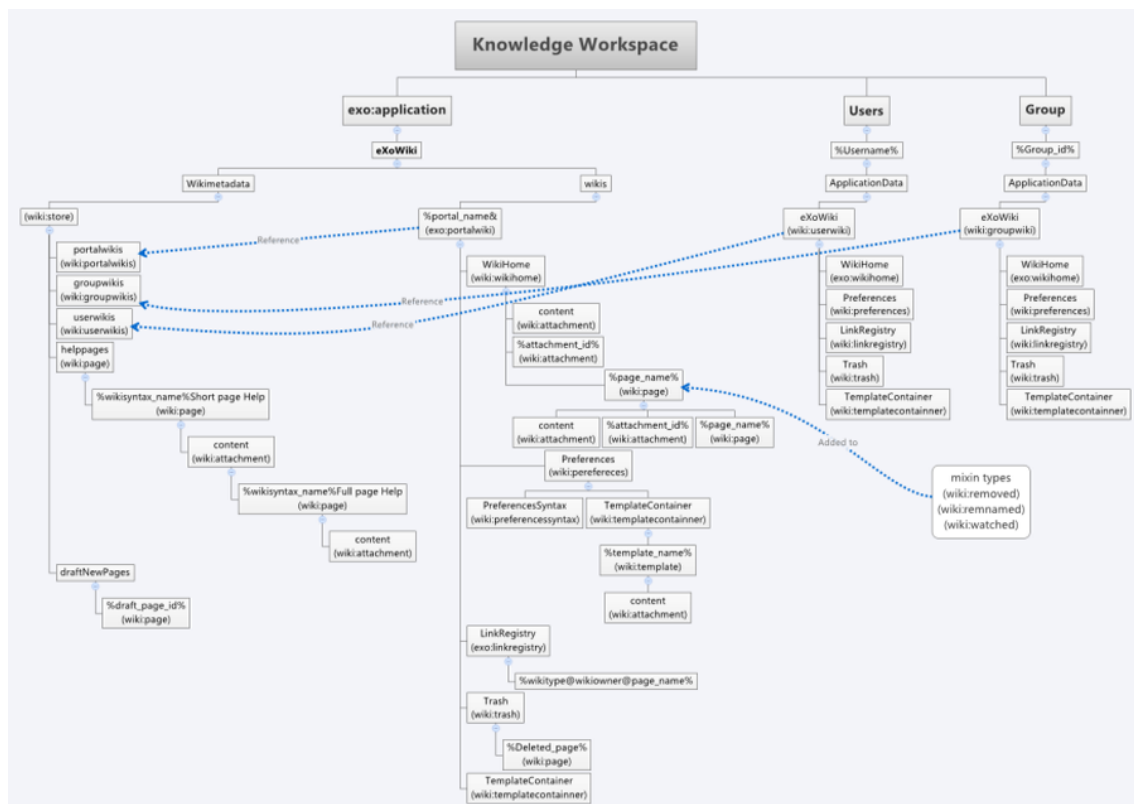 Knowledge Workspace
exo:application
Users
Group
eXoWiki
%Username%
%Group_id%
Wikimetadata
wikis
ApplicationData
ApplicationData
(wiki:store)
%portal_name&
(exo:portalwiki)
eXoWiki
(wiki:userwiki)
eXoWiki
(wiki:groupwiki)
Reference
portalwikis
(wiki:portalwikis)
groupwikis
(wiki:groupwikis)
userwikis
(wiki:userwikis)
helppages
(wiki:page)
%wikisyntax_name%Short page Help
(wiki:page)
content
(wiki:attachment)
%wikisyntax_name%Full page Help
(wiki:page)
content
(wiki:attachment)
draftNewPages
%draft_page_id%
(wiki:page)
Reference
Reference
WikiHome
(wiki:wikihome)
content
(wiki:attachment)
%attachment_id%
(wiki:attachment)
%page_name%
(wiki:page)
content
(wiki:attachment)
%attachment_id%
(wiki:attachment)
%page_name%
(wiki:page)
Preferences
(wiki:perefereces)
PreferencesSyntax
(wiki:preferencessyntax)
TemplateContainer
(wiki:templatecontainner)
%template_name%
(wiki:template)
content
(wiki:attachment)
LinkRegistry
(exo:linkregistry)
%wikitype@wikiowner@page_name%
Trash
(wiki:trash)
%Deleted_page%
(wiki:page)
TemplateContainer
(wiki:templatecontainner)
WikiHome
(exo:wikihome)
Preferences
(wiki:preferences)
LinkRegistry
(wiki:linkregistry)
Trash
(wiki:trash)
TemplateContainer
(wiki:templatecontainner)
WikiHome
(exo:wikihome)
Preferences
(wiki:preferences)
LinkRegistry
(wiki:linkregistry)
Trash
(wiki:trash)
TemplateContainer
(wiki:templatecontainner)
Added to
mixin types
(wiki:removed)
(wiki:remnamed)
(wiki:watched)